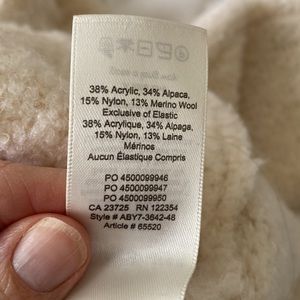 38% Acrylic, 34% Alpaca,
15% Nylon, 13% Merino Wool
Exclusive of Elastic
38% Acrylique, 34% Alpaga,
15% Nylon, 13% Laine
Mérinos
Aucun Élastique Compris
PO 4500099946
PO 4500099947
PO 4500099950
CA 23725 RN 122354
Style # ABY7-3642-48
Article # 65520